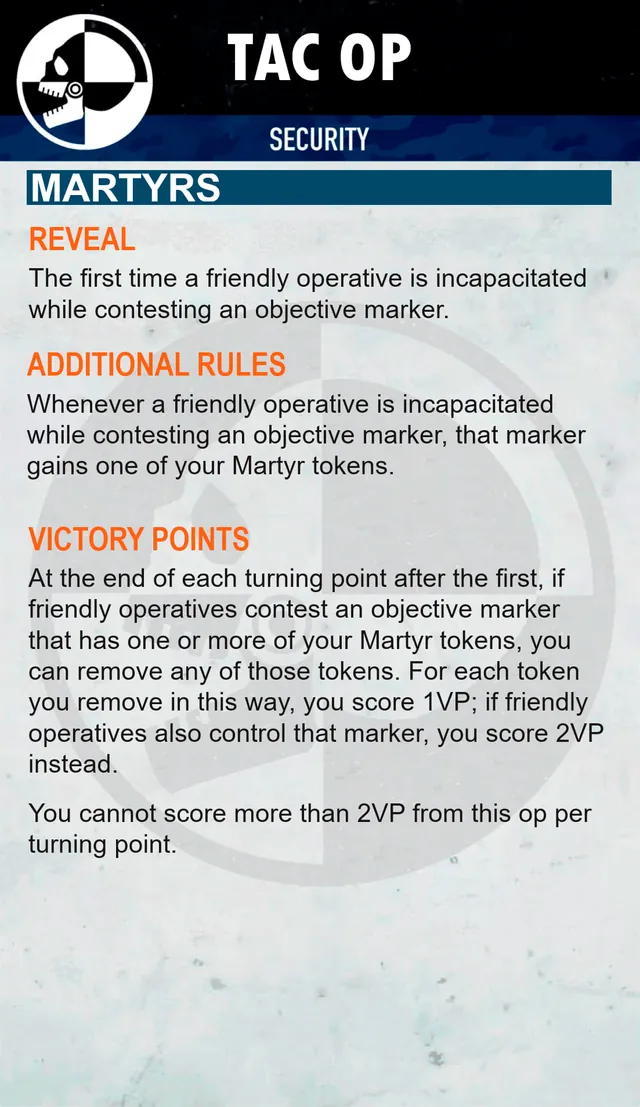 TAC OP
SECURITY
MARTYRS
REVEAL
The first time a friendly operative is incapacitated
while contesting an objective marker.
ADDITIONAL RULES
Whenever a friendly operative is incapacitated
while contesting an objective marker, that marker
gains one of your Martyr tokens.
VICTORY POINTS
At the end of each turning point after the first, if
friendly operatives contest an objective marker
that has one or more of your Martyr tokens, you
can remove any of those tokens. For each token
you remove in this way, you score 1VP; if friendly
operatives also control that marker, you score 2VP
instead.
You cannot score more than 2VP from this op per
turning point.